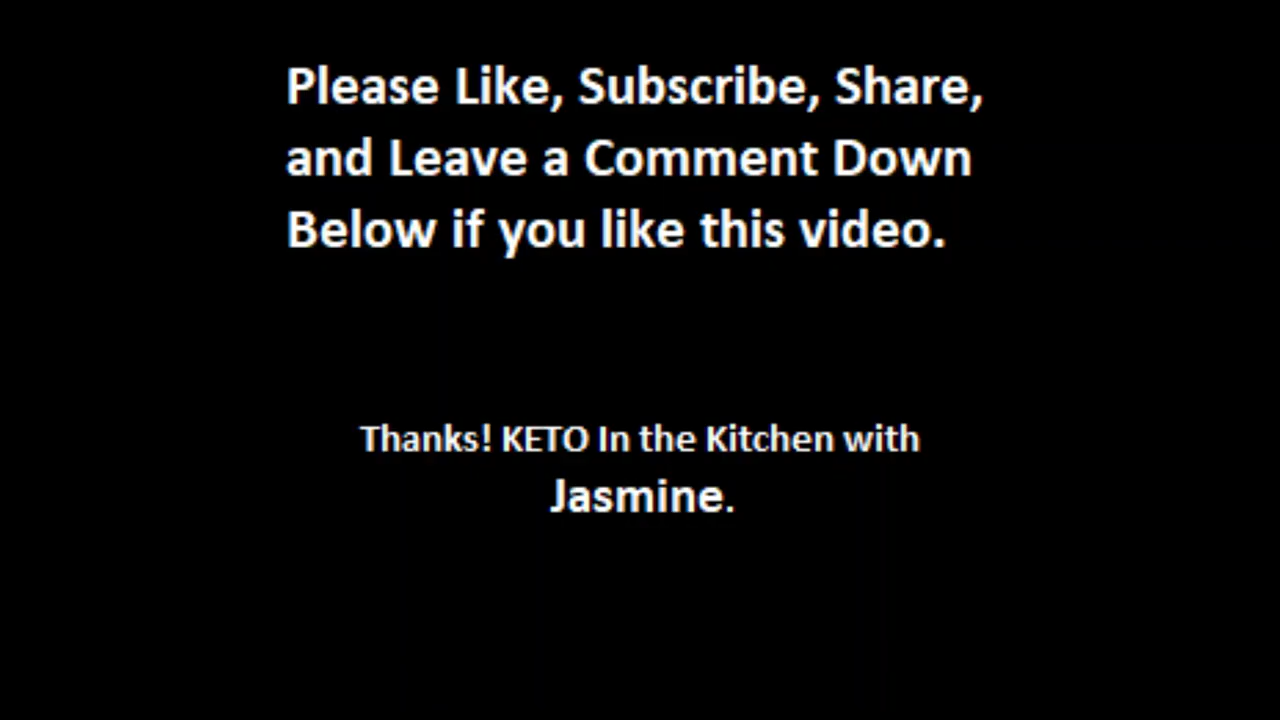 Please Like, Subscribe, Share,
and Leave a Comment Down
Below if you like this video.
Thanks! KETO In the Kitchen with
Jasmine.